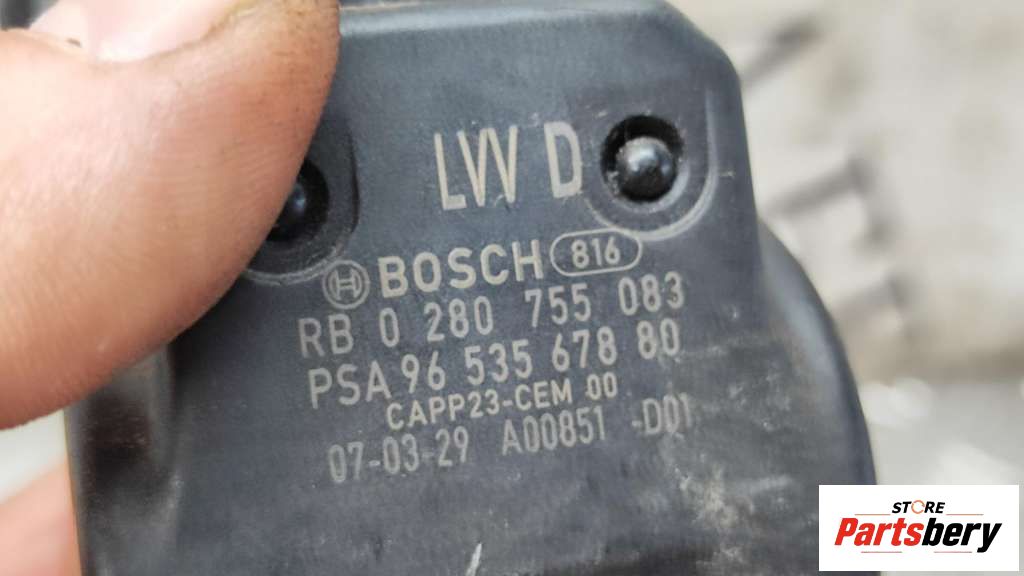 LW D
BOSCH 816
RB 0 280 755 083
PSA 96 535 678 80
CAPP23-CEM 00
07-03-29 A00851 -D01
STORE
Partsbery